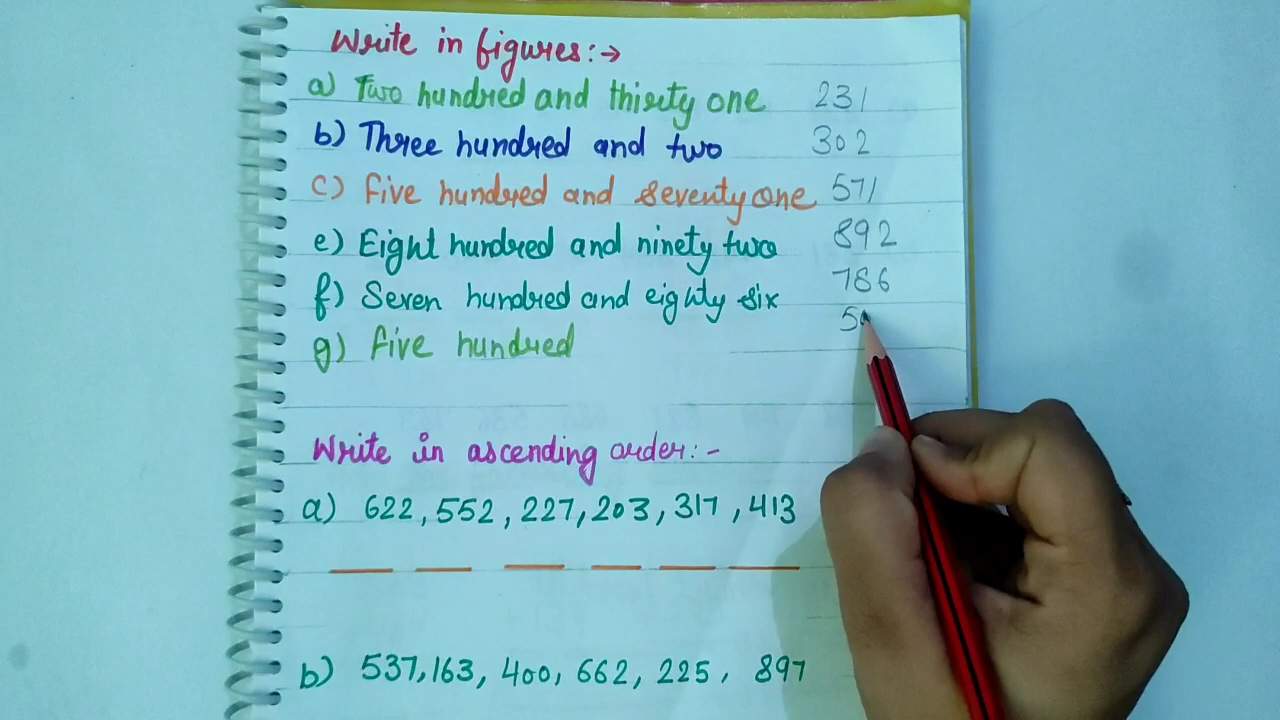 Write in figures:→
a) Two hundred and thirty one 231
b) Three hundred and two 302
c) five hundred and seventy one 571
e) Eight hundred and ninety two 892
f) Seven hundred and eighty six 786
g) five hundred 50
Write in ascending order:-
a) 622, 552, 227, 203, 317, 413
b) 537, 163, 400, 662, 225, 897